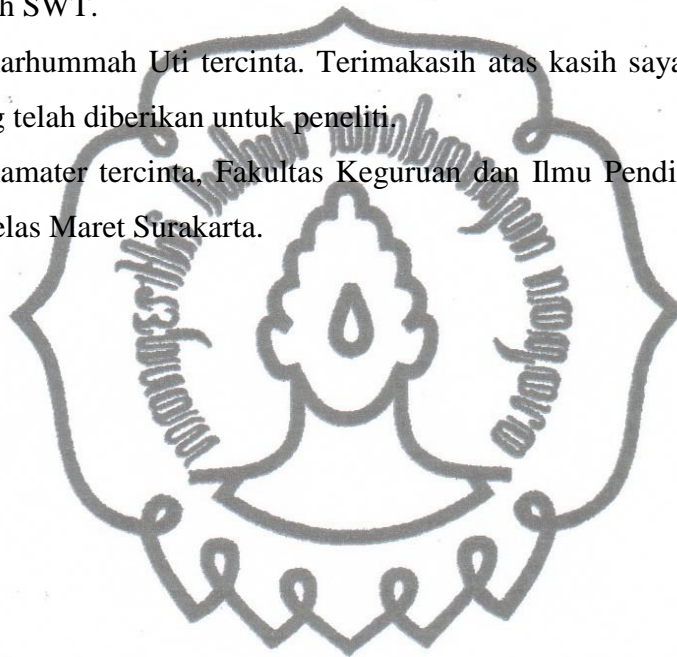 h SWT.
arhummah Uti tercinta. Terimakasih atas kasih saya
g telah diberikan untuk peneliti.
amater tercinta, Fakultas Keguruan dan Ilmu Pendi
elas Maret Surakarta.